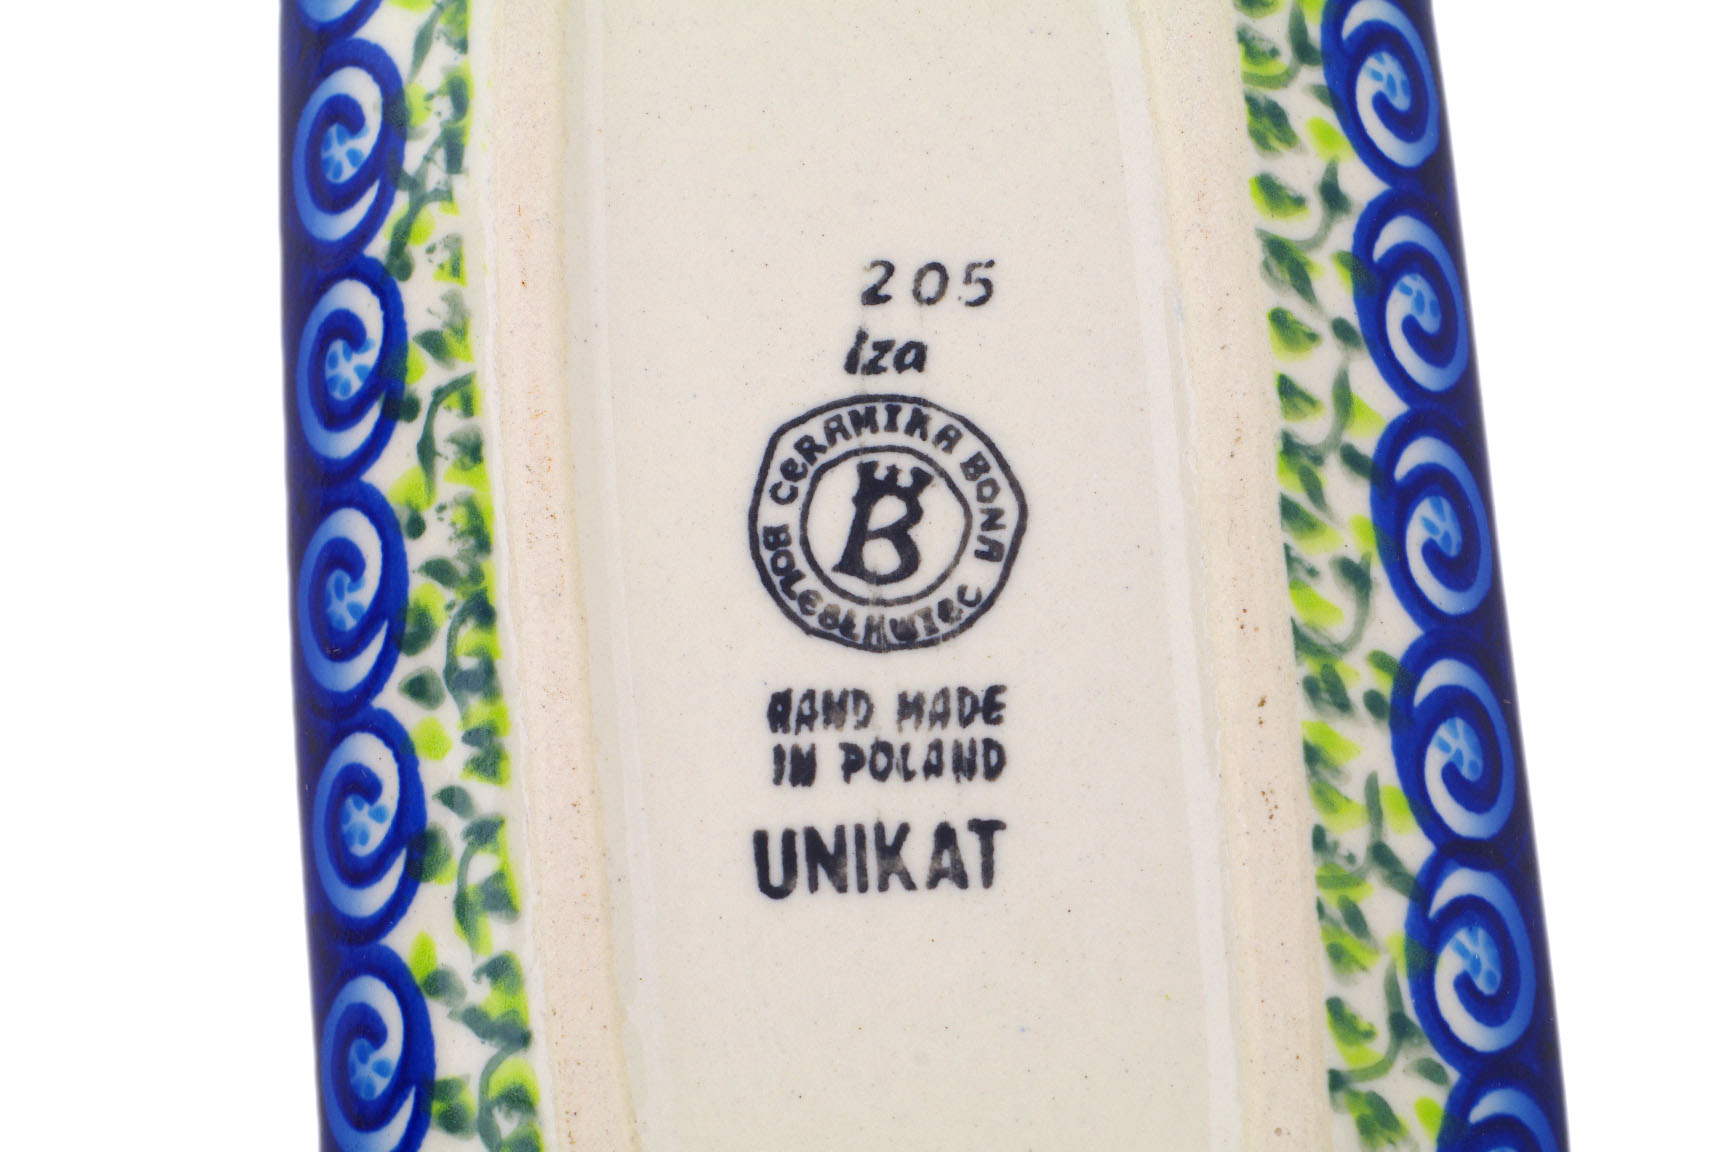 205
Iza
CERAMIKA BONA
BOLESŁAWIEC
HAND MADE
IN POLAND
UNIKAT
B